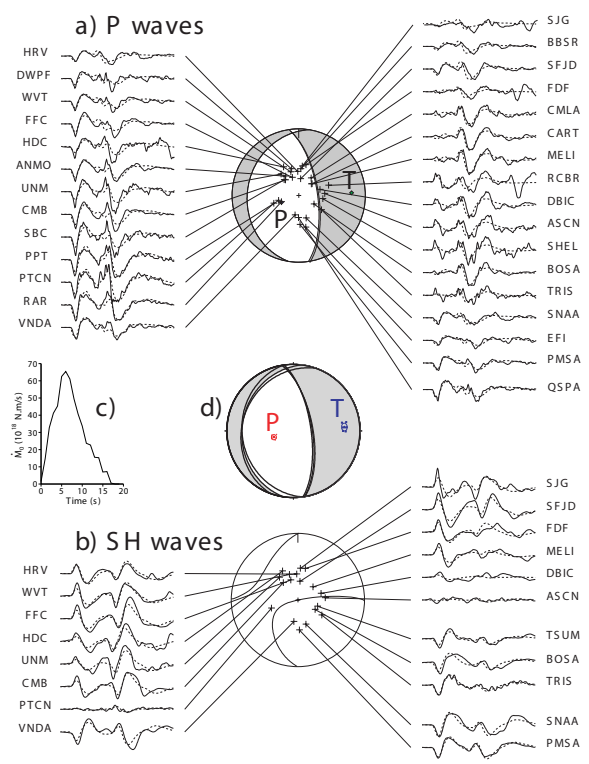 a) P waves
HRV
DWPF
WVT
FFC
HDC
ANMO
UNM
CMB
SBC
PPT
PTCN
RAR
VNDA
P
T
SJG
BBSR
SFJD
FDF
CMLA
CART
MELI
RCBR
DBIC
ASCN
SHEL
BOSA
TRIS
SNAA
EFI
PMSA
QSPA
c)
70
60
50
40
30
20
10
0
Ṁ0 (10^18 N.m/s)
0 5 10 15 20
Time (s)
d)
P
T
b) SH waves
HRV
WVT
FFC
HDC
UNM
CMB
PTCN
VNDA
SJG
SFJD
FDF
MELI
DBIC
ASCN
TSUM
BOSA
TRIS
SNAA
PMSA